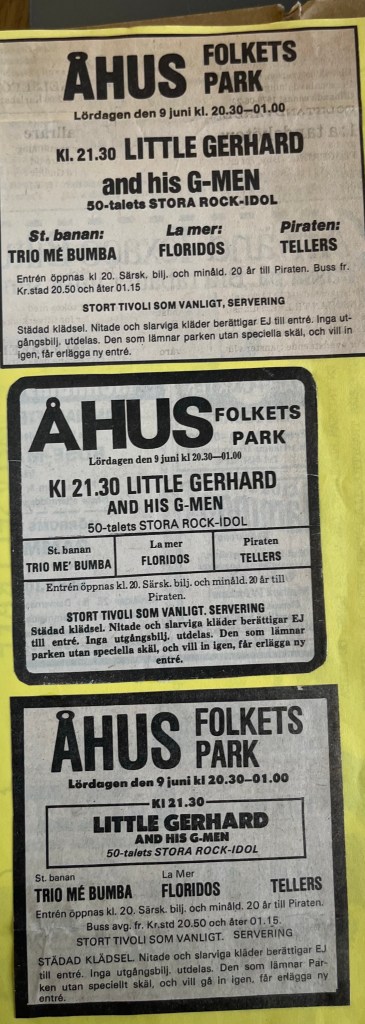 ÅHUS FOLKETS PARK
Lördagen den 9 juni kl. 20.30—01.00
Kl. 21.30 LITTLE GERHARD
and his G-MEN
50-talets STORA ROCK-IDOL
St. banan: La mer: Piraten:
TRIO MÉ BUMBA FLORIDOS TELLERS
Entrén öppnas kl 20. Särsk. bilj. och minåld. 20 år till Piraten. Buss fr.
Kr.stad 20.50 och åter 01.15
STORT TIVOLI SOM VANLIGT, SERVERING
Städad klädsel. Nitade och slarviga kläder berättigar EJ till entré. Inga ut-
gångsbilj. utdelas. Den som lämnar parken utan speciella skäl, och vill in
igen, får erlägga ny entré.
ÅHUS FOLKETS PARK
Lördagen den 9 juni kl 20.30—01.00
Kl 21.30 LITTLE GERHARD
AND HIS G-MEN
50-talets STORA ROCK-IDOL
St. banan La mer Piraten
TRIO ME' BUMBA FLORIDOS TELLERS
Entrén öppnas kl. 20. Särsk. bilj. och minåld. 20 år till
Piraten.
STORT TIVOLI SOM VANLIGT. SERVERING
Städad klädsel. Nitade och slarviga kläder berättigar EJ
till entré. Inga utgångsbilj. utdelas. Den som lämnar
parken utan speciella skäl, och vill in igen, får erlägga ny
entré.
ÅHUS FOLKETS PARK
Lördagen den 9 juni kl 20.30—01.00
Kl 21.30
LITTLE GERHARD
AND HIS G-MEN
50-talets STORA ROCK-IDOL
St. banan La Mer
TRIO MÉ BUMBA FLORIDOS TELLERS
Entrén öppnas kl. 20. Särsk. bilj. och minåld. 20 år till Piraten.
Buss avg. fr. Kr.std 20.50 och åter 01.15.
STORT TIVOLI SOM VANLIGT. SERVERING
STÄDAD KLÄDSEL. Nitade och slarviga kläder berättigar EJ
till entré. Inga utgångsbilj. utdelas. Den som lämnar Par-
ken utan speciellt skäl, och vill gå in igen, får erlägga ny
entré.